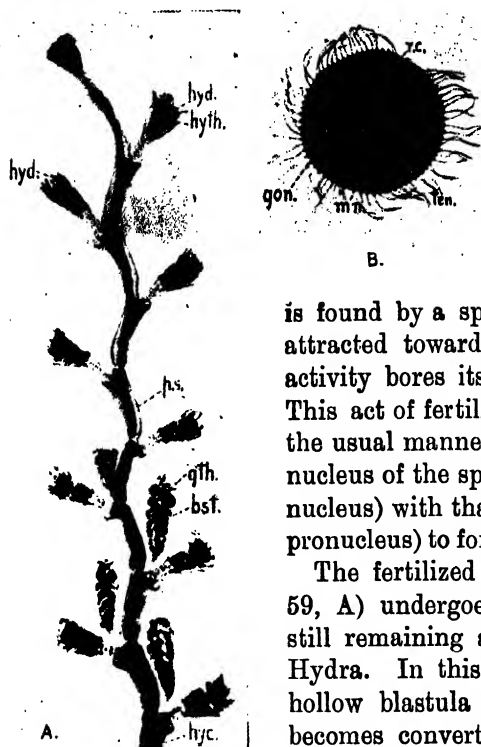 hyd.
hyth.
hyd.
p.s.
gth.
bst.
hyc.
A.
r.c.
gon.
mn.
ten.
B.
is found by a sp
attracted toward
activity bores its
This act of fertil
the usual manne
nucleus of the sp
nucleus) with tha
pronucleus) to for
The fertilized
59, A) undergoe
still remaining a
Hydra. In this
hollow blastula
becomes convert